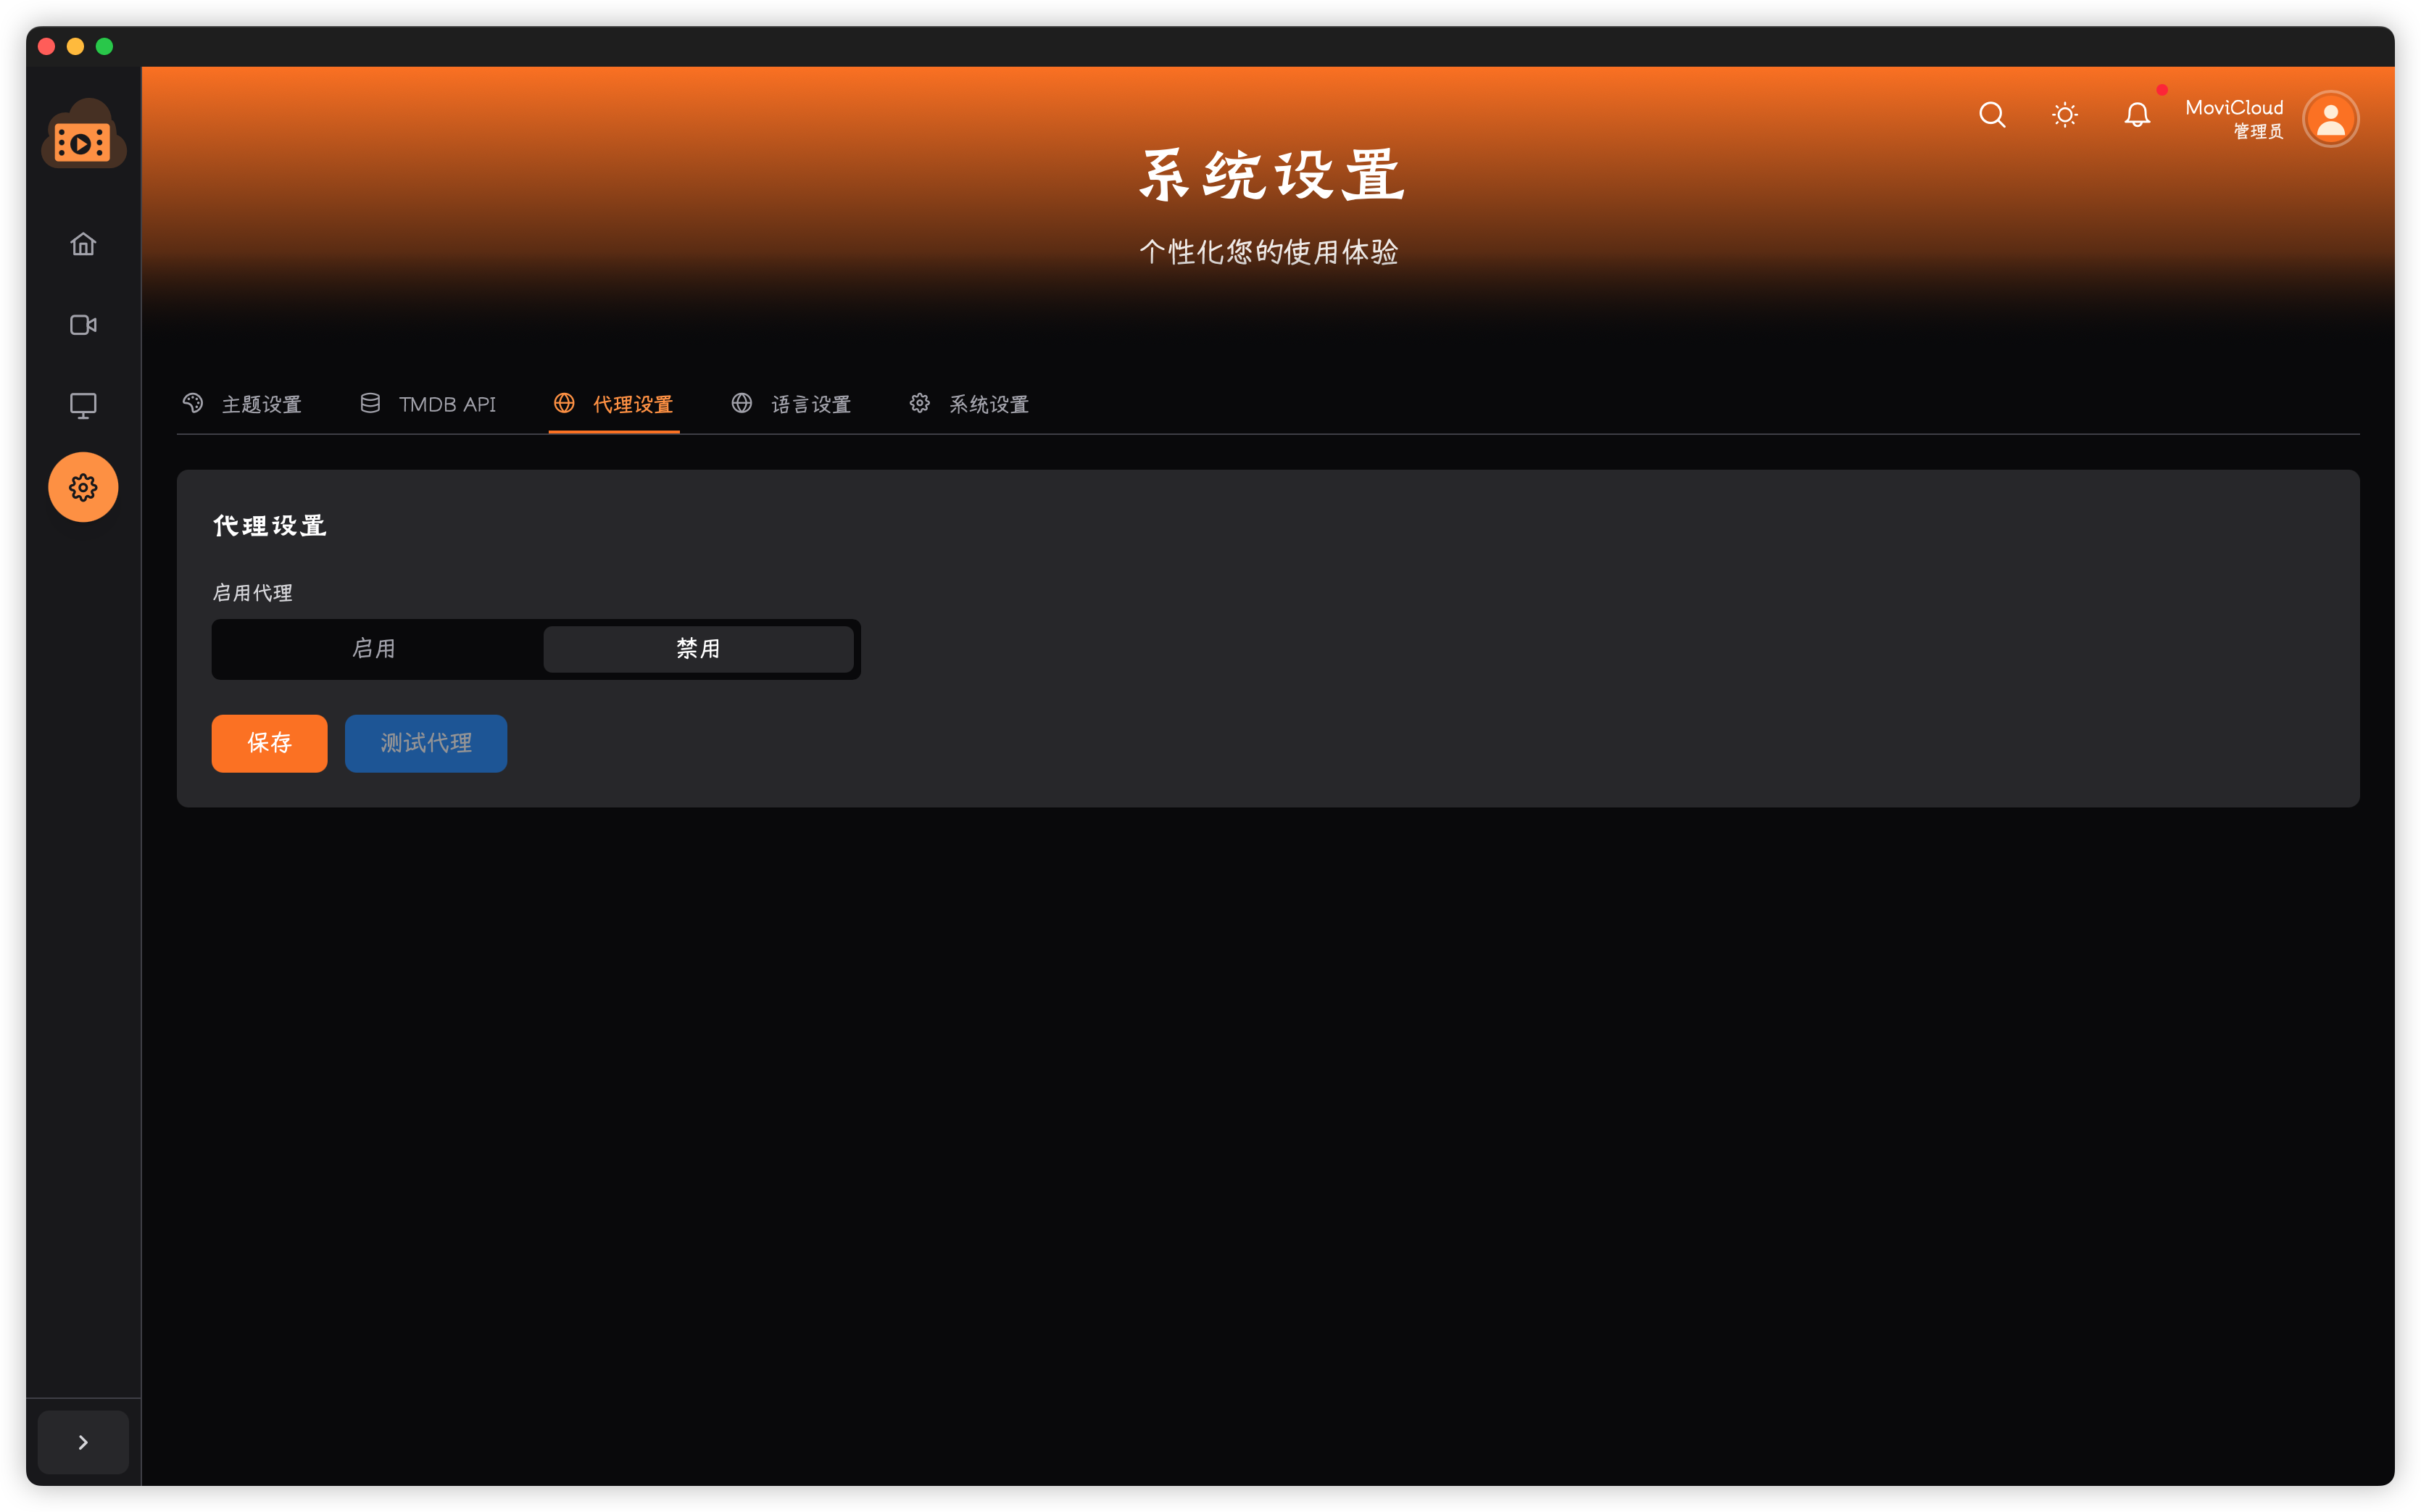 MoviCloud
管理员
系统设置
个性化您的使用体验
主题设置 TMDB API 代理设置 语言设置 系统设置
代理设置
启用代理
启用 禁用
保存 测试代理